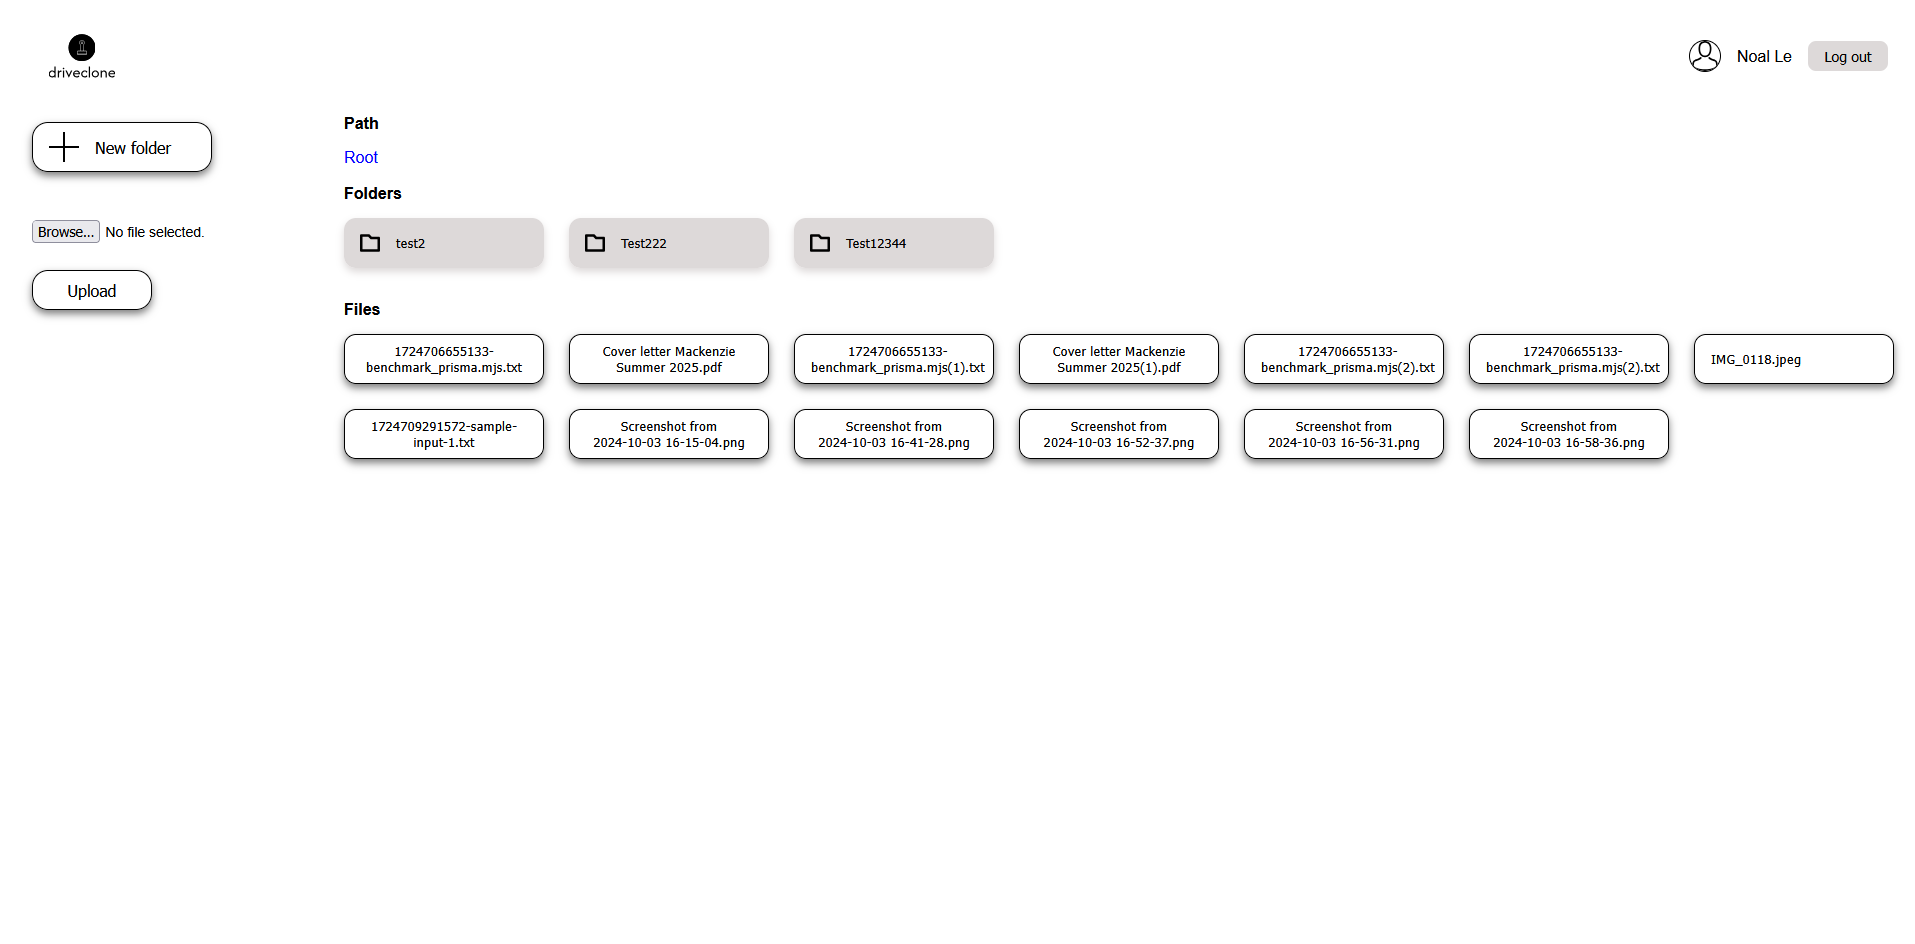 driveclone
Noal Le
Log out
New folder
Browse...
No file selected.
Upload
Path
Root
Folders
test2
Test222
Test12344
Files
1724706655133-
benchmark_prisma.mjs.txt
Cover letter Mackenzie
Summer 2025.pdf
1724706655133-
benchmark_prisma.mjs(1).txt
Cover letter Mackenzie
Summer 2025(1).pdf
1724706655133-
benchmark_prisma.mjs(2).txt
1724706655133-
benchmark_prisma.mjs(2).txt
IMG_0118.jpeg
1724709291572-sample-
input-1.txt
Screenshot from
2024-10-03 16-15-04.png
Screenshot from
2024-10-03 16-41-28.png
Screenshot from
2024-10-03 16-52-37.png
Screenshot from
2024-10-03 16-56-31.png
Screenshot from
2024-10-03 16-58-36.png